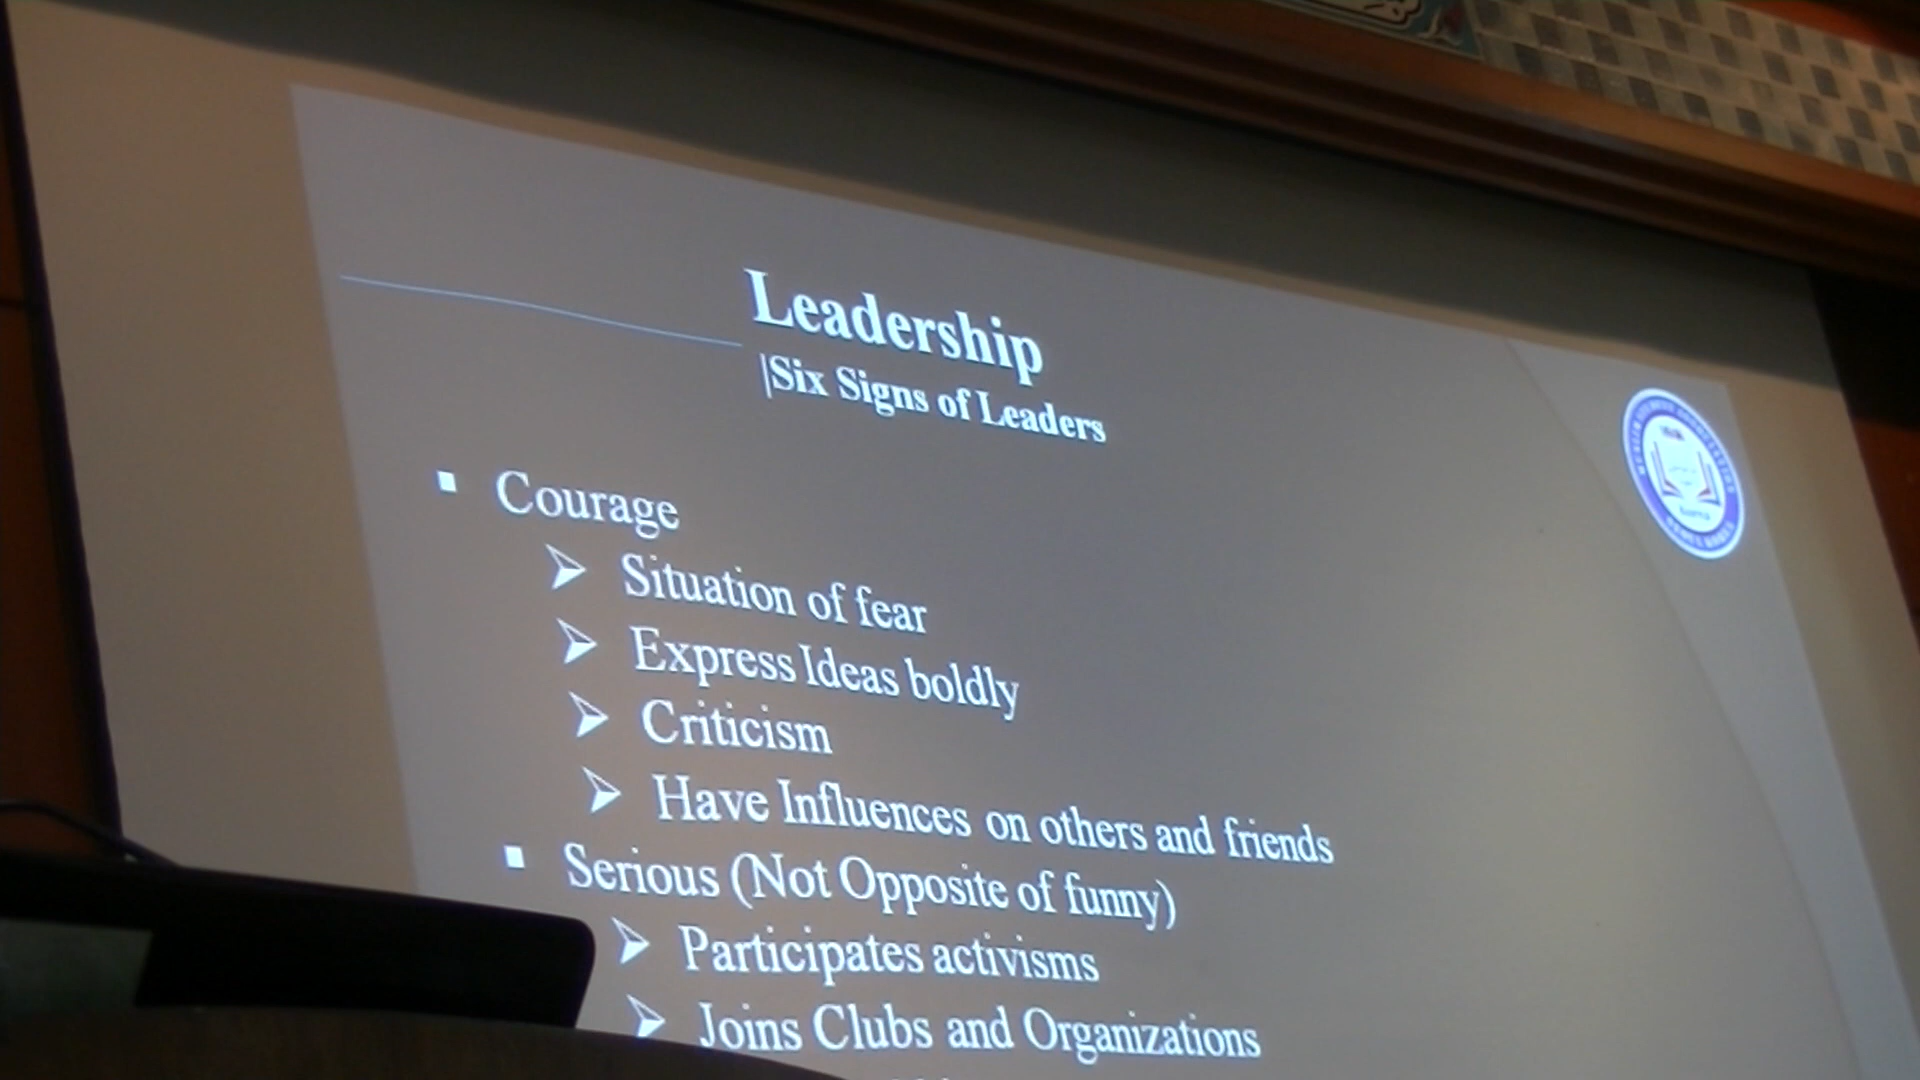 Leadership
|Six Signs of Leaders
▪ Courage
➢ Situation of fear
➢ Express Ideas boldly
➢ Criticism
➢ Have Influences on others and friends
▪ Serious (Not Opposite of funny)
➢ Participates activisms
➢ Joins Clubs and Organizations